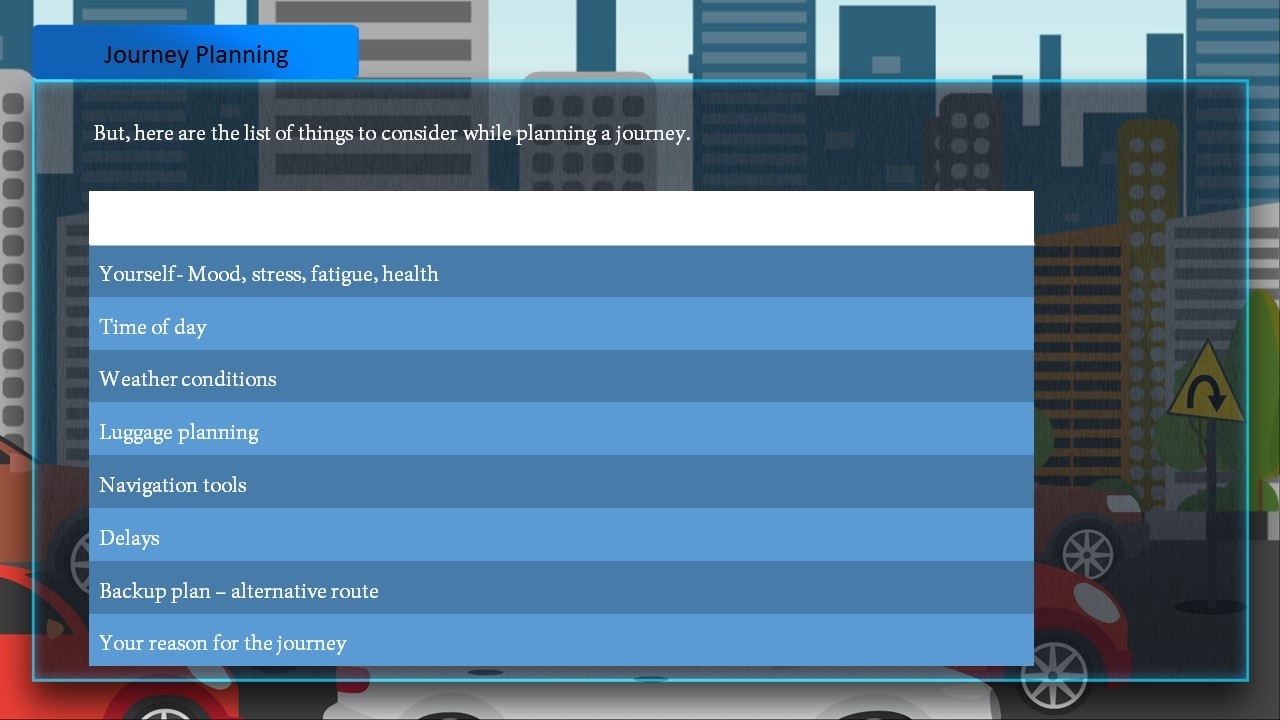 Journey Planning
But, here are the list of things to consider while planning a journey.
Yourself- Mood, stress, fatigue, health
Time of day
Weather conditions
Luggage planning
Navigation tools
Delays
Backup plan – alternative route
Your reason for the journey